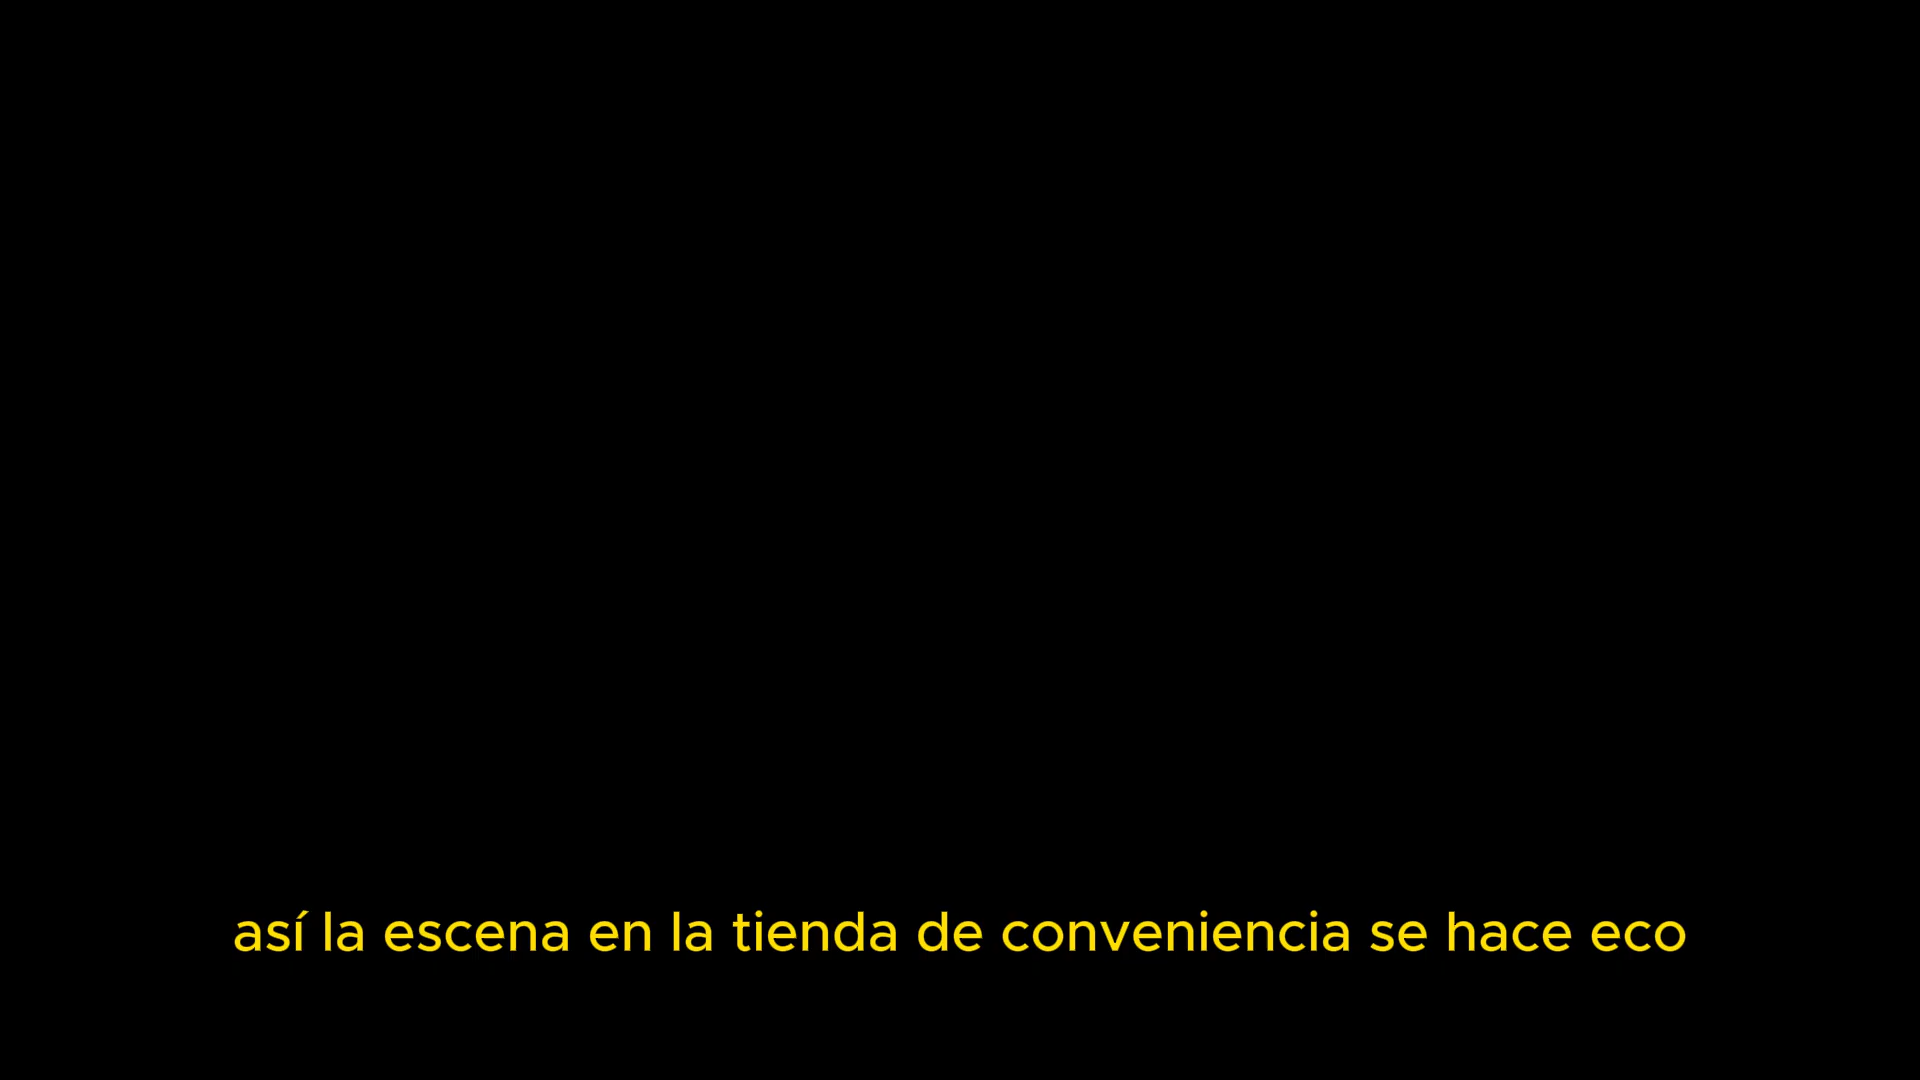 así la escena en la tienda de conveniencia se hace eco